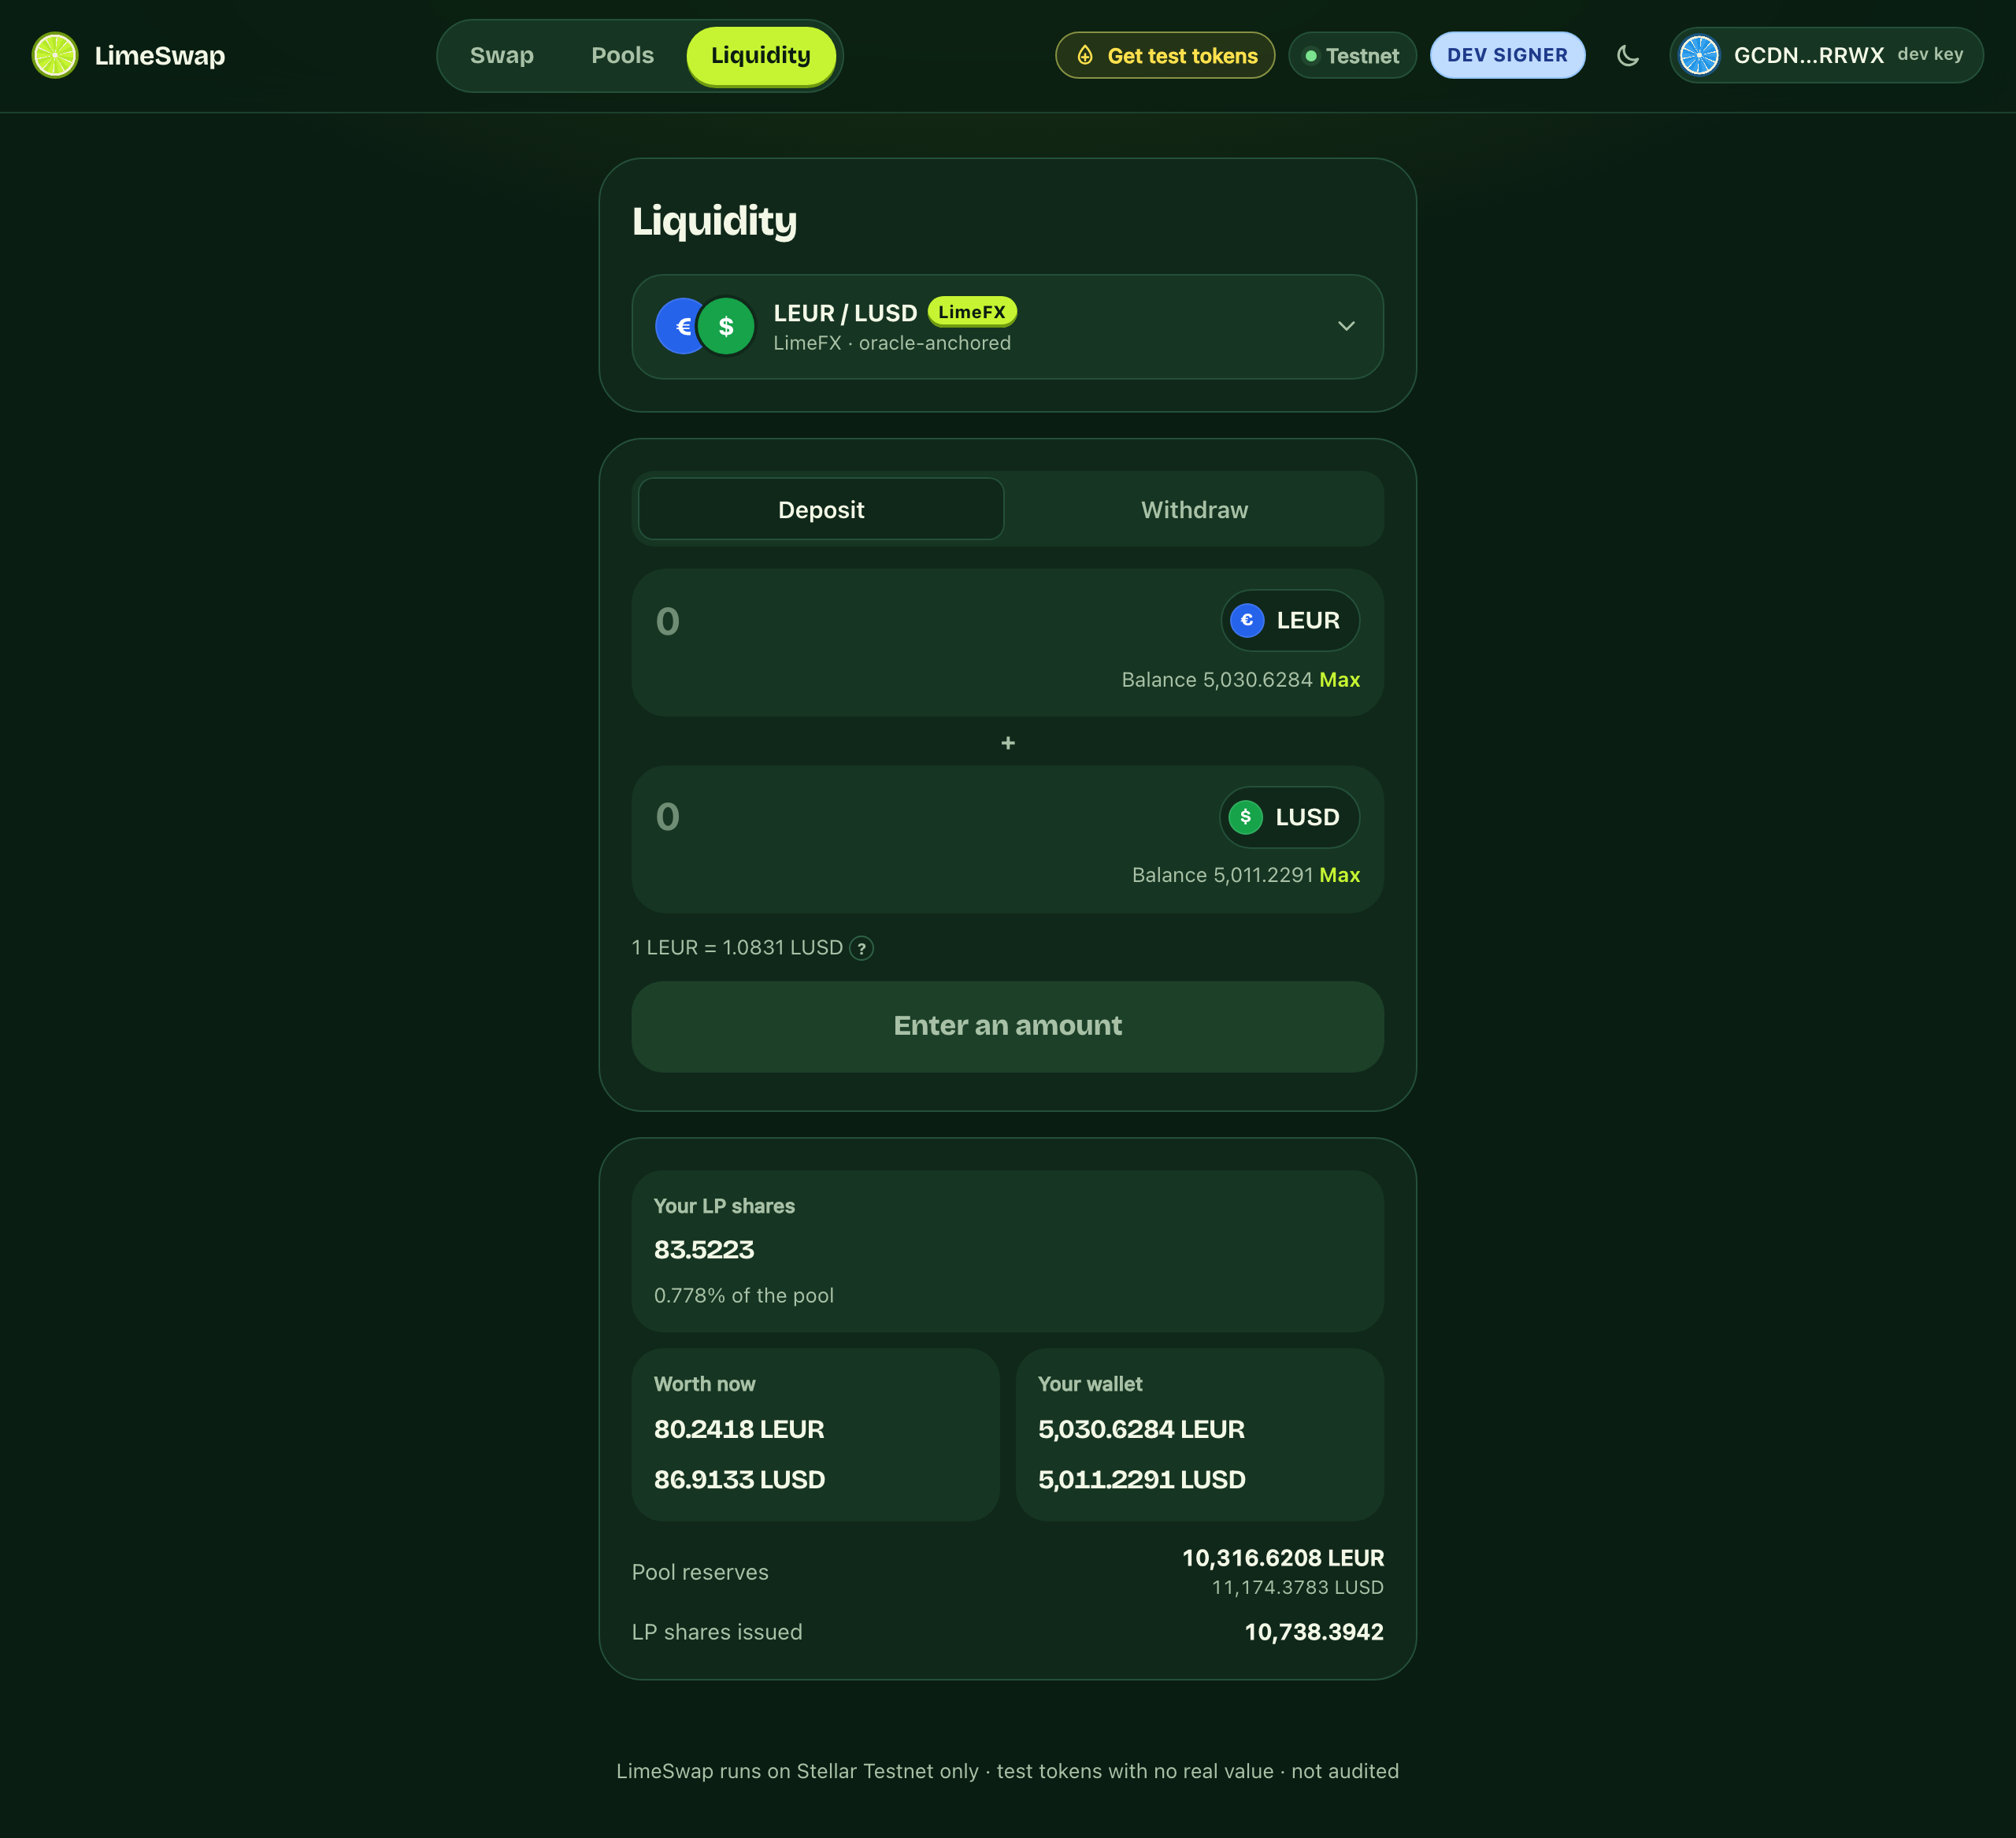 LimeSwap
Swap
Pools
Liquidity
Get test tokens
Testnet
DEV SIGNER
GCDN...RRWX dev key
Liquidity
€ $
LEUR / LUSD LimeFX
LimeFX · oracle-anchored
Deposit
Withdraw
0
€ LEUR
Balance 5,030.6284 Max
+
0
$ LUSD
Balance 5,011.2291 Max
1 LEUR = 1.0831 LUSD ?
Enter an amount
Your LP shares
83.5223
0.778% of the pool
Worth now
80.2418 LEUR
86.9133 LUSD
Your wallet
5,030.6284 LEUR
5,011.2291 LUSD
Pool reserves
10,316.6208 LEUR
11,174.3783 LUSD
LP shares issued
10,738.3942
LimeSwap runs on Stellar Testnet only · test tokens with no real value · not audited